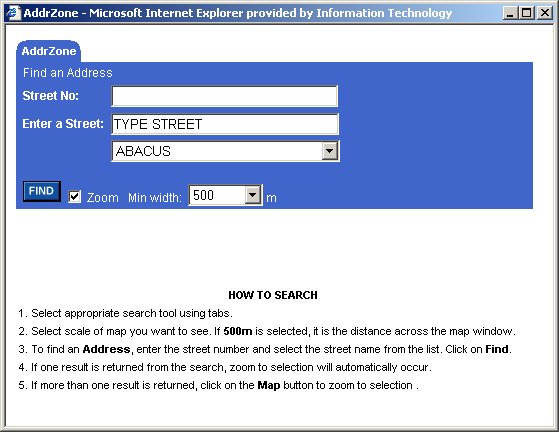 AddrZone - Microsoft Internet Explorer provided by Information Technology
AddrZone
Find an Address
Street No:
Enter a Street: TYPE STREET
ABACUS
FIND Zoom Min width: 500 m
HOW TO SEARCH
1. Select appropriate search tool using tabs.
2. Select scale of map you want to see. If 500m is selected, it is the distance across the map window.
3. To find an Address, enter the street number and select the street name from the list. Click on Find.
4. If one result is returned from the search, zoom to selection will automatically occur.
5. If more than one result is returned, click on the Map button to zoom to selection .